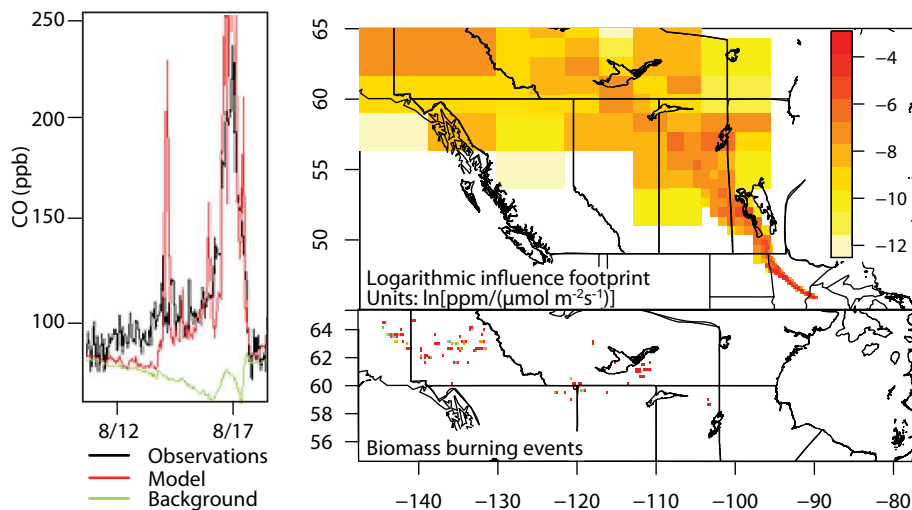 250
200
150
100
CO (ppb)
8/12 8/17
Observations
Model
Background
65
60
55
50
−4
−6
−8
−10
−12
Logarithmic influence footprint
Units: ln[ppm/(μmol m⁻²s⁻¹)]
64
62
60
58
56
Biomass burning events
−140 −130 −120 −110 −100 −90 −80